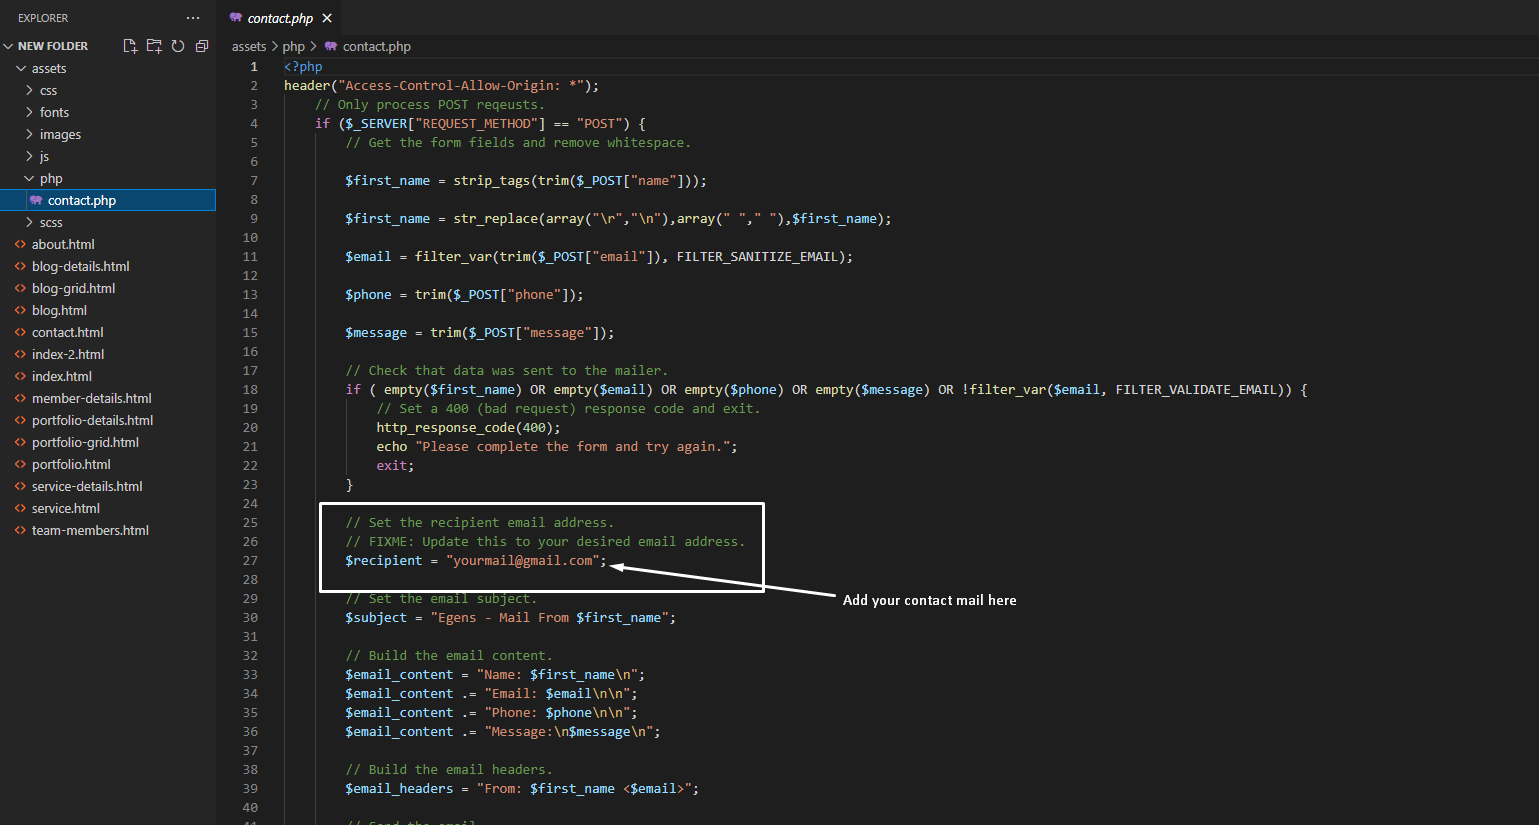 EXPLORER
contact.php
NEW FOLDER
assets > php > contact.php
assets
css
fonts
images
js
php
contact.php
scss
about.html
blog-details.html
blog-grid.html
blog.html
contact.html
index-2.html
index.html
member-details.html
portfolio-details.html
portfolio-grid.html
portfolio.html
service-details.html
service.html
team-members.html
1 <?php
2 header("Access-Control-Allow-Origin: *");
3 // Only process POST reqeusts.
4 if ($_SERVER["REQUEST_METHOD"] == "POST") {
5 // Get the form fields and remove whitespace.
6
7 $first_name = strip_tags(trim($_POST["name"]));
8
9 $first_name = str_replace(array("\r","\n"),array(" "," "),$first_name);
10
11 $email = filter_var(trim($_POST["email"]), FILTER_SANITIZE_EMAIL);
12
13 $phone = trim($_POST["phone"]);
14
15 $message = trim($_POST["message"]);
16
17 // Check that data was sent to the mailer.
18 if ( empty($first_name) OR empty($email) OR empty($phone) OR empty($message) OR !filter_var($email, FILTER_VALIDATE_EMAIL)) {
19 // Set a 400 (bad request) response code and exit.
20 http_response_code(400);
21 echo "Please complete the form and try again.";
22 exit;
23 }
24
25 // Set the recipient email address.
26 // FIXME: Update this to your desired email address.
27 $recipient = "yourmail@gmail.com";
28
Add your contact mail here
29 // Set the email subject.
30 $subject = "Egens - Mail From $first_name";
31
32 // Build the email content.
33 $email_content = "Name: $first_name\n";
34 $email_content .= "Email: $email\n\n";
35 $email_content .= "Phone: $phone\n\n";
36 $email_content .= "Message:\n$message\n";
37
38 // Build the email headers.
39 $email_headers = "From: $first_name <$email>";
40